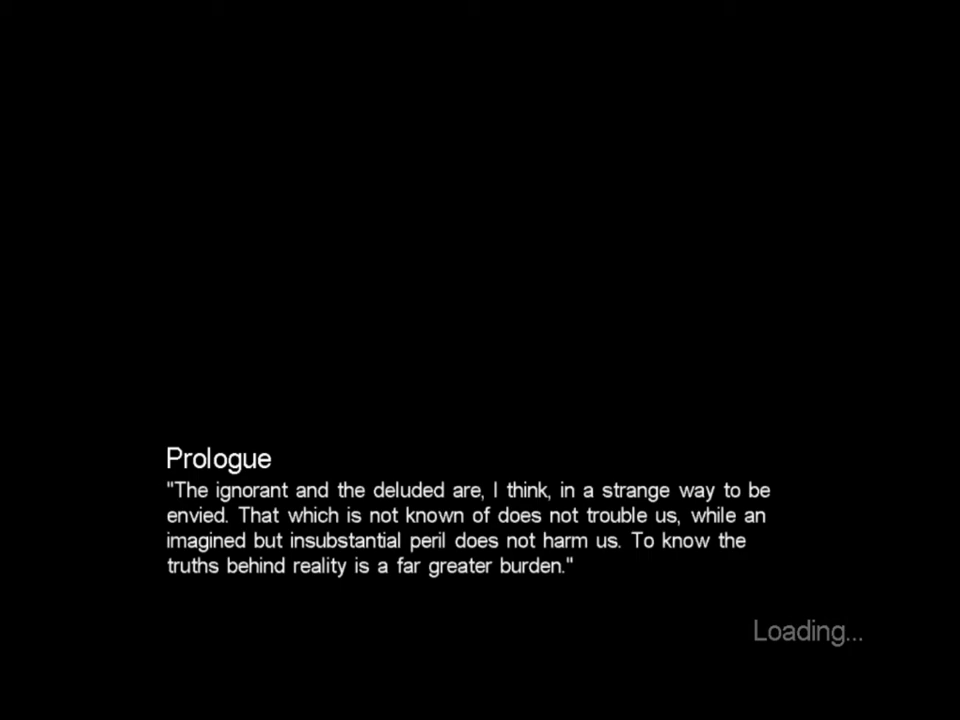 Prologue
"The ignorant and the deluded are, I think, in a strange way to be
envied. That which is not known of does not trouble us, while an
imagined but insubstantial peril does not harm us. To know the
truths behind reality is a far greater burden."
Loading...